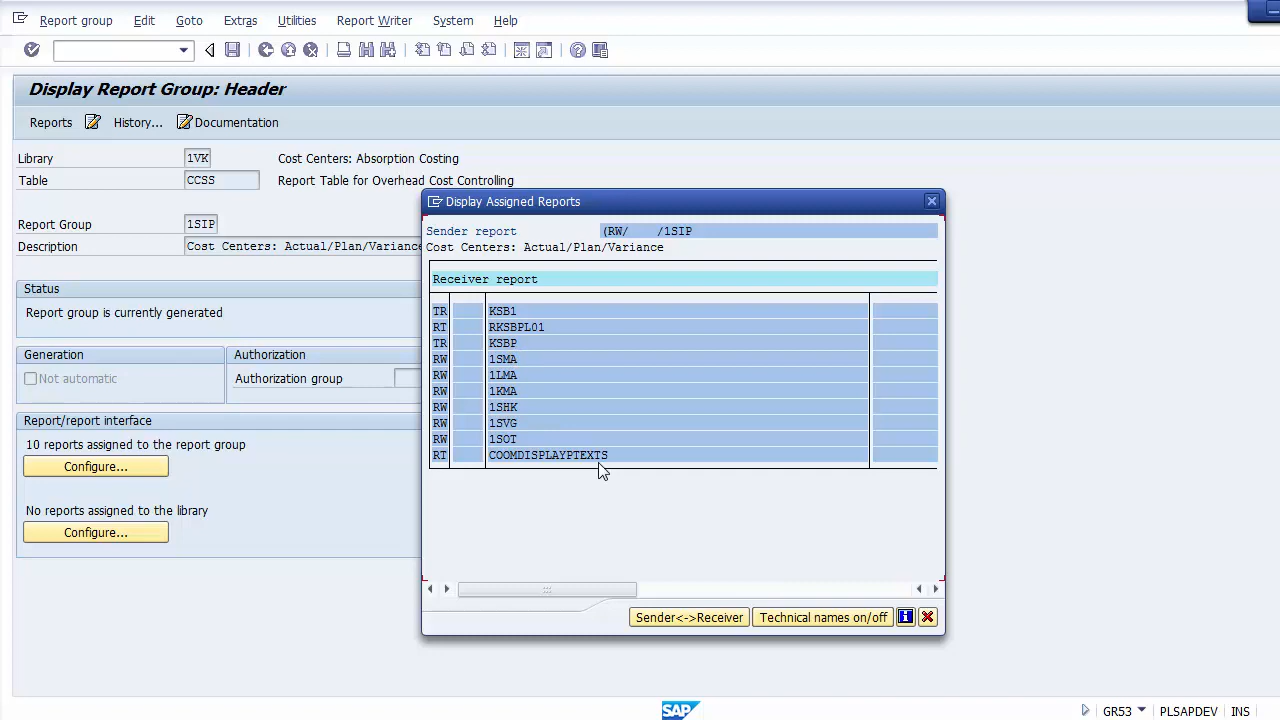 Report group Edit Goto Extras Utilities Report Writer System Help
Display Report Group: Header
Reports History... Documentation
Library 1VK Cost Centers: Absorption Costing
Table CCSS Report Table for Overhead Cost Controlling
Report Group 1SIP
Description Cost Centers: Actual/Plan/Variance
Status
Report group is currently generated
Generation Authorization
Not automatic Authorization group
Report/report interface
10 reports assigned to the report group
Configure...
No reports assigned to the library
Configure...
Display Assigned Reports
Sender report (RW/ /1SIP
Cost Centers: Actual/Plan/Variance
Receiver report
TR KSB1
RT RKSBPL01
TR KSBP
RW 1SMA
RW 1LMA
RW 1KMA
RW 1SHK
RW 1SVG
RW 1SOT
RT COOMDISPLAYPTEXTS
Sender<->Receiver Technical names on/off
SAP GR53 PLSAPDEV INS